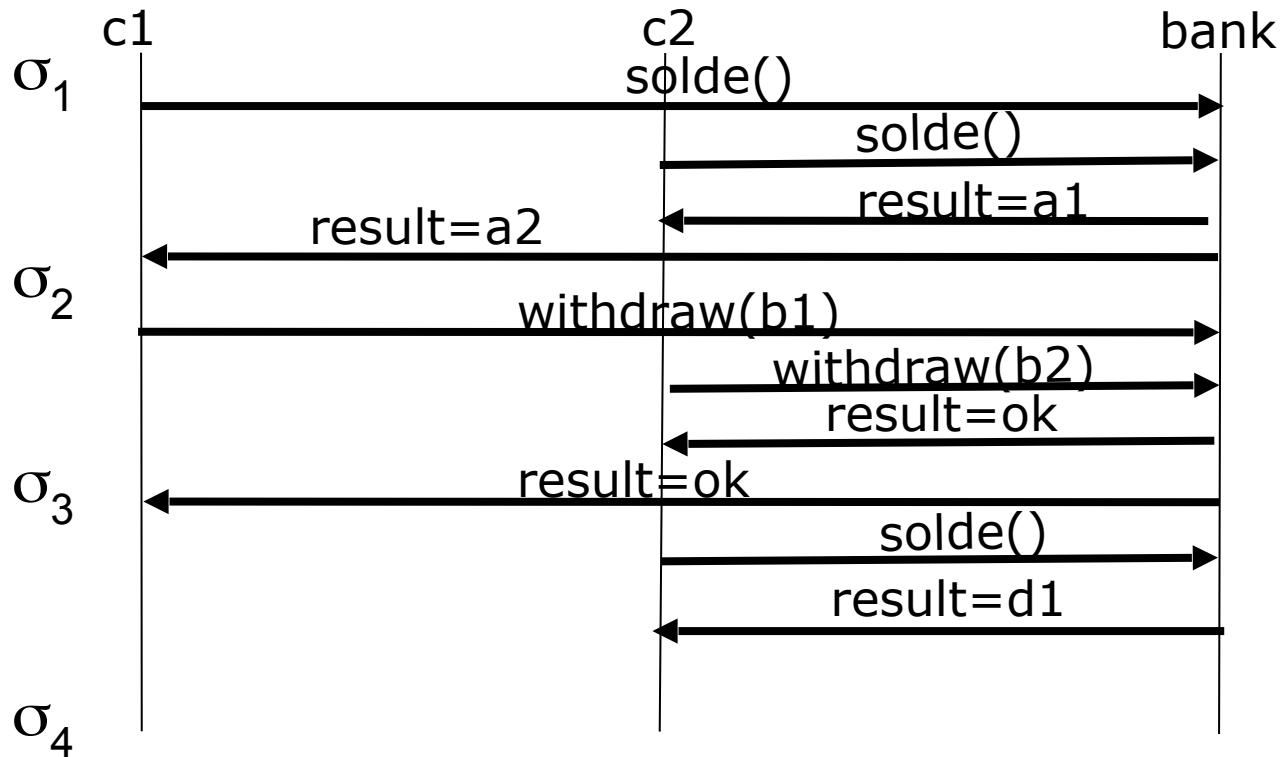 c1 c2 bank
σ1
solde()
solde()
result=a1
result=a2
σ2
withdraw(b1)
withdraw(b2)
result=ok
σ3
result=ok
solde()
result=d1
σ4